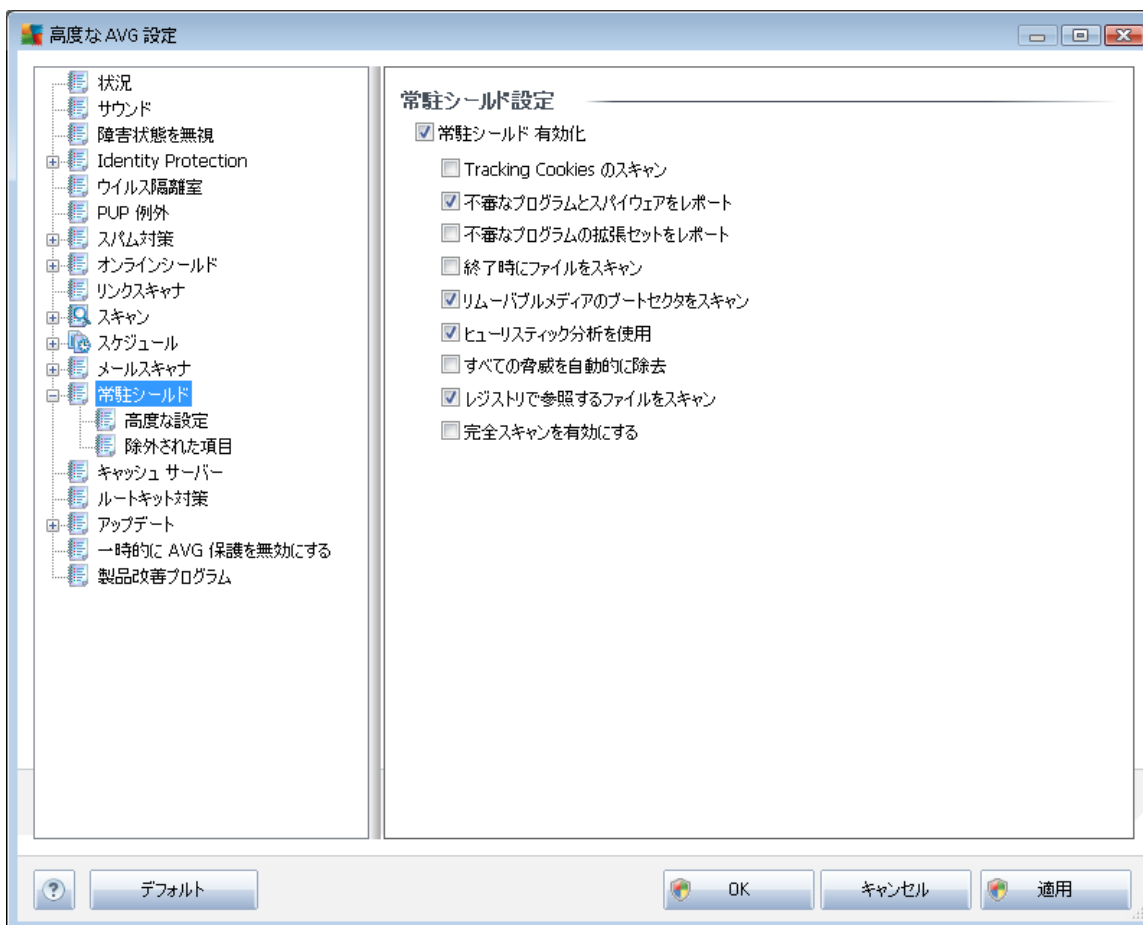 高度な AVG 設定
状況
サウンド
障害状態を無視
Identity Protection
ウイルス隔離室
PUP 例外
スパム対策
オンラインシールド
リンクスキャナ
スキャン
スケジュール
メールスキャナ
常駐シールド
高度な設定
除外された項目
キャッシュ サーバー
ルートキット対策
アップデート
一時的に AVG 保護を無効にする
製品改善プログラム
常駐シールド設定
常駐シールド 有効化
Tracking Cookies のスキャン
不審なプログラムとスパイウェアをレポート
不審なプログラムの拡張セットをレポート
終了時にファイルをスキャン
リムーバブルメディアのブートセクタをスキャン
ヒューリスティック分析を使用
すべての脅威を自動的に除去
レジストリで参照するファイルをスキャン
完全スキャンを有効にする
?
デフォルト
OK
キャンセル
適用